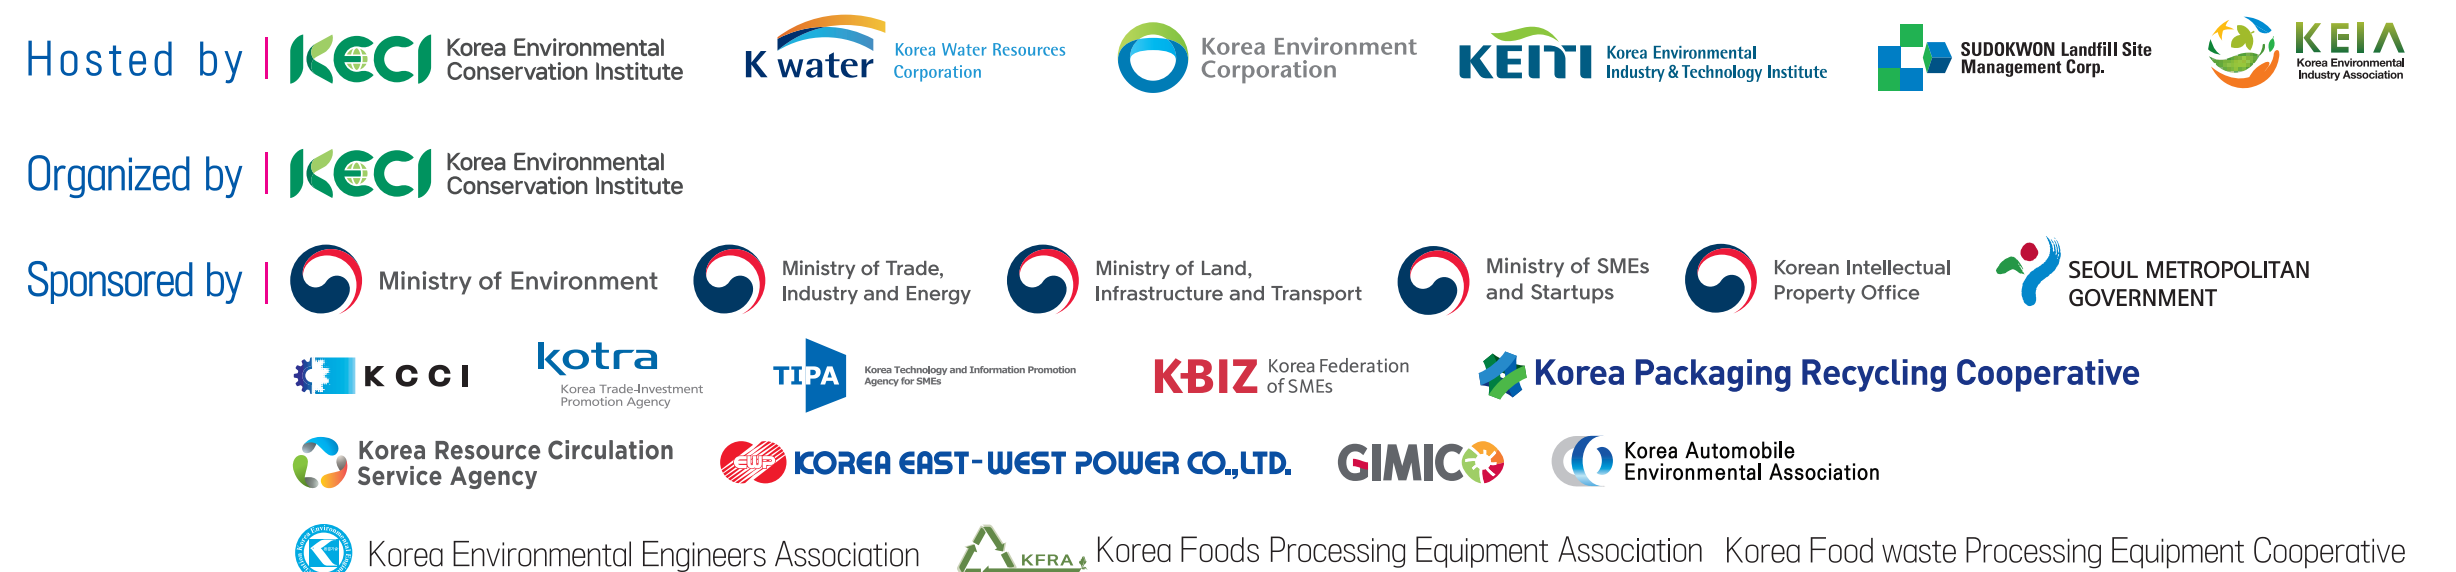 Hosted by
KECI Korea Environmental
Conservation Institute
K water Korea Water Resources
Corporation
Korea Environment
Corporation
KEITI Korea Environmental
Industry & Technology Institute
SUDOKWON Landfill Site
Management Corp.
KEIA
Korea Environmental
Industry Association
Organized by
KECI Korea Environmental
Conservation Institute
Sponsored by
Ministry of Environment
Ministry of Trade,
Industry and Energy
Ministry of Land,
Infrastructure and Transport
Ministry of SMEs
and Startups
Korean Intellectual
Property Office
SEOUL METROPOLITAN
GOVERNMENT
KCCI
kotra
Korea Trade-Investment
Promotion Agency
TIPA Korea Technology and Information Promotion
Agency for SMEs
K-BIZ Korea Federation
of SMEs
Korea Packaging Recycling Cooperative
Korea Resource Circulation
Service Agency
EWP KOREA EAST-WEST POWER CO.,LTD.
GIMICO
Korea Automobile
Environmental Association
Korea Environmental Engineers Association
KFRA Korea Foods Processing Equipment Association
Korea Food waste Processing Equipment Cooperative